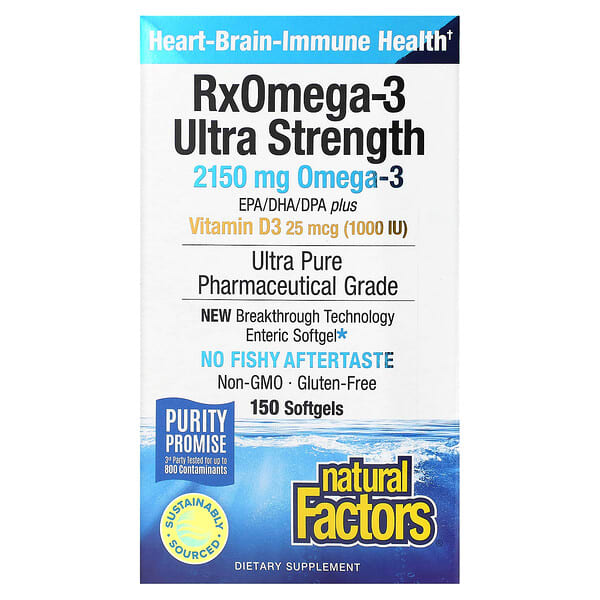 Heart-Brain-Immune Health†
RxOmega-3
Ultra Strength
2150 mg Omega-3
EPA/DHA/DPA plus
Vitamin D3 25 mcg (1000 IU)
Ultra Pure
Pharmaceutical Grade
NEW Breakthrough Technology
Enteric Softgel*
NO FISHY AFTERTASTE
Non-GMO · Gluten-Free
150 Softgels
PURITY
PROMISE
3rd Party Tested for up to
800 Contaminants
SUSTAINABLY
SOURCED
natural
Factors
DIETARY SUPPLEMENT